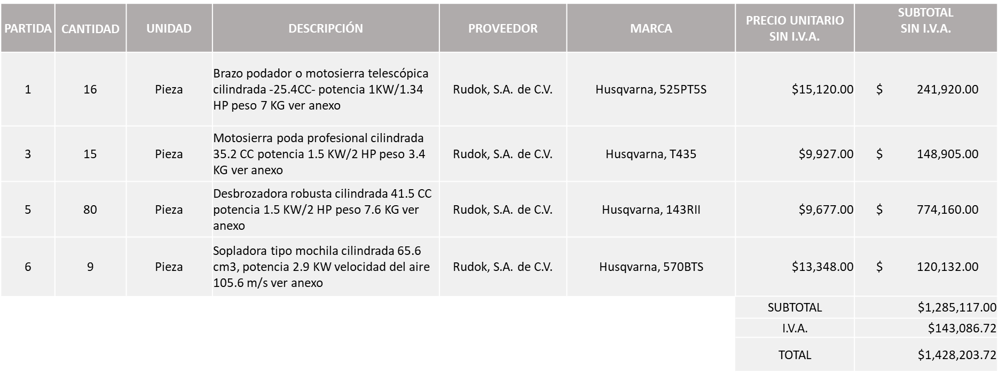 PARTIDA CANTIDAD UNIDAD DESCRIPCIÓN PROVEEDOR MARCA PRECIO UNITARIO SIN I.V.A. SUBTOTAL SIN I.V.A.
1 16 Pieza Brazo podador o motosierra telescópica
cilindrada -25.4CC- potencia 1KW/1.34
HP peso 7 KG ver anexo Rudok, S.A. de C.V. Husqvarna, 525PT5S $15,120.00 $ 241,920.00
3 15 Pieza Motosierra poda profesional cilindrada
35.2 CC potencia 1.5 KW/2 HP peso 3.4
KG ver anexo Rudok, S.A. de C.V. Husqvarna, T435 $9,927.00 $ 148,905.00
5 80 Pieza Desbrozadora robusta cilindrada 41.5 CC
potencia 1.5 KW/2 HP peso 7.6 KG ver
anexo Rudok, S.A. de C.V. Husqvarna, 143RII $9,677.00 $ 774,160.00
6 9 Pieza Sopladora tipo mochila cilindrada 65.6
cm3, potencia 2.9 KW velocidad del aire
105.6 m/s ver anexo Rudok, S.A. de C.V. Husqvarna, 570BTS $13,348.00 $ 120,132.00
SUBTOTAL $1,285,117.00
I.V.A. $143,086.72
TOTAL $1,428,203.72